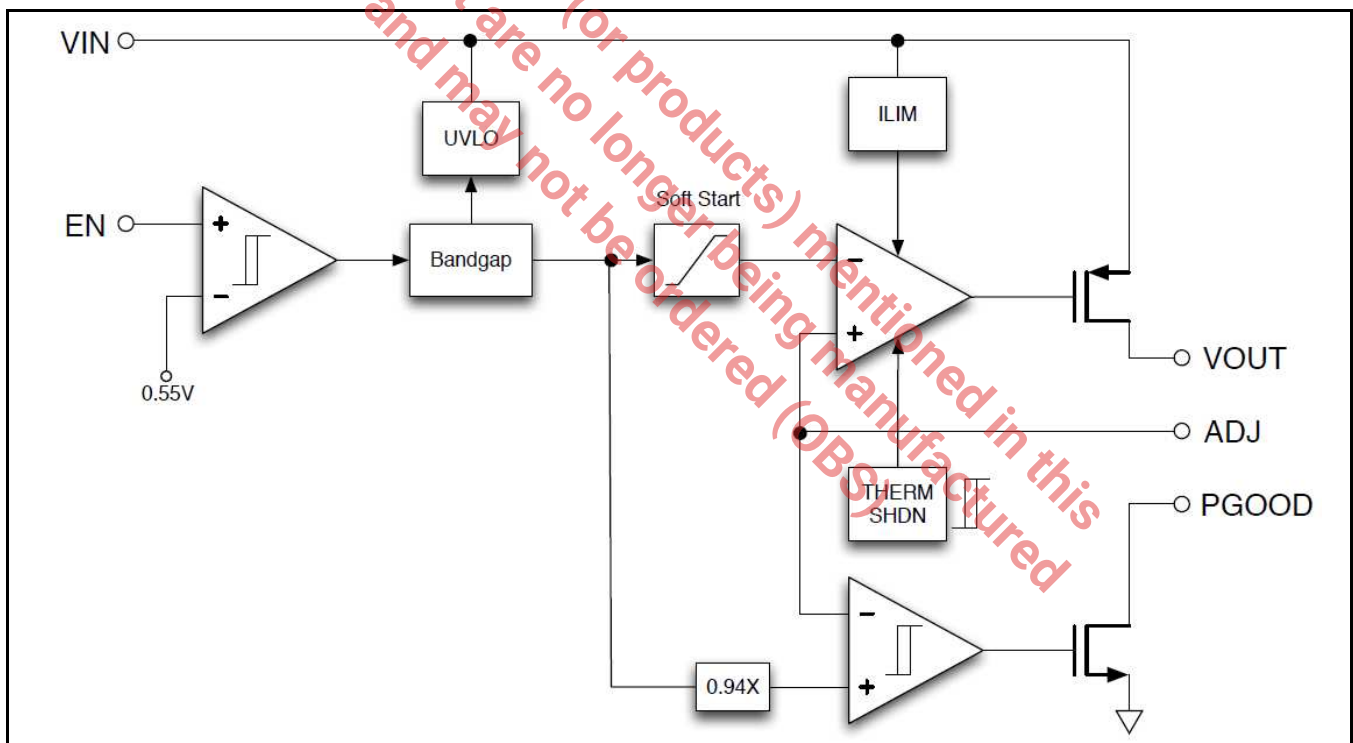 (or products) mentioned in this
t are no longer being manufactured
and may not be ordered (OBS)
VIN
UVLO
ILIM
EN
+
-
0.55V
Bandgap
Soft Start
-
+
VOUT
ADJ
THERM
SHDN
PGOOD
-
+
0.94X